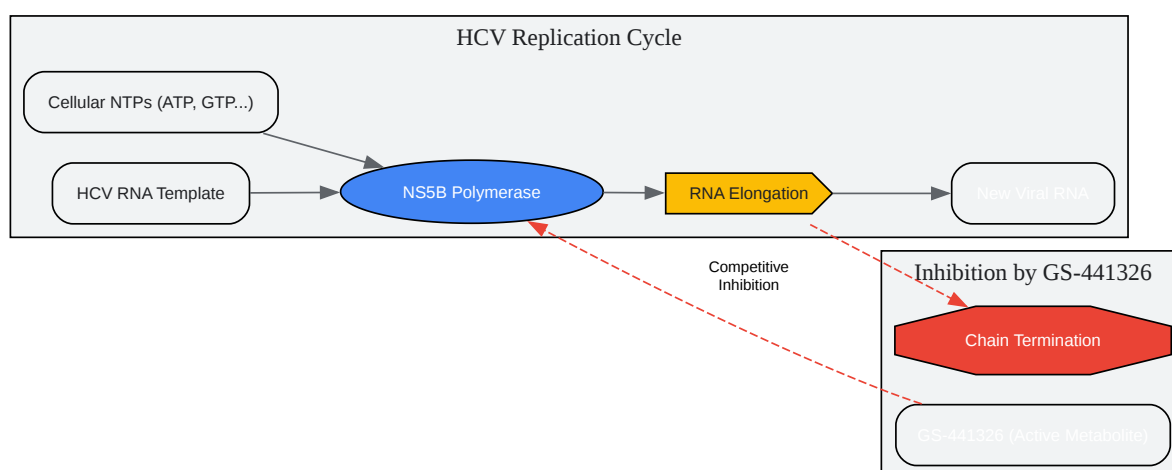 HCV Replication Cycle
Cellular NTPs (ATP, GTP...)
HCV RNA Template
NS5B Polymerase
RNA Elongation
New Viral RNA
Competitive
Inhibition
Inhibition by GS-441326
Chain Termination
GS-441326 (Active Metabolite)